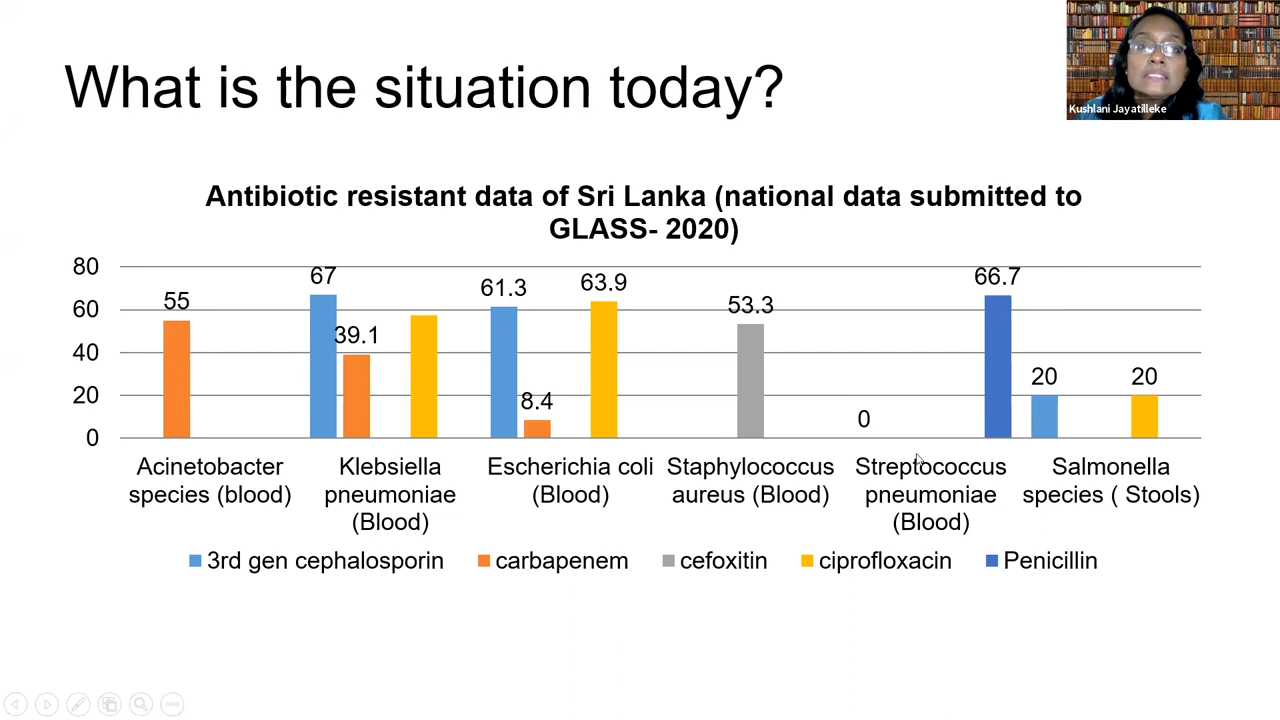 What is the situation today?
Kushlani Jayatilleke
Antibiotic resistant data of Sri Lanka (national data submitted to
GLASS- 2020)
80
60
40
20
0
55
67
39.1
61.3
8.4
63.9
53.3
0
66.7
20
20
Acinetobacter
species (blood)
Klebsiella
pneumoniae
(Blood)
Escherichia coli
(Blood)
Staphylococcus
aureus (Blood)
Streptococcus
pneumoniae
(Blood)
Salmonella
species ( Stools)
3rd gen cephalosporin
carbapenem
cefoxitin
ciprofloxacin
Penicillin